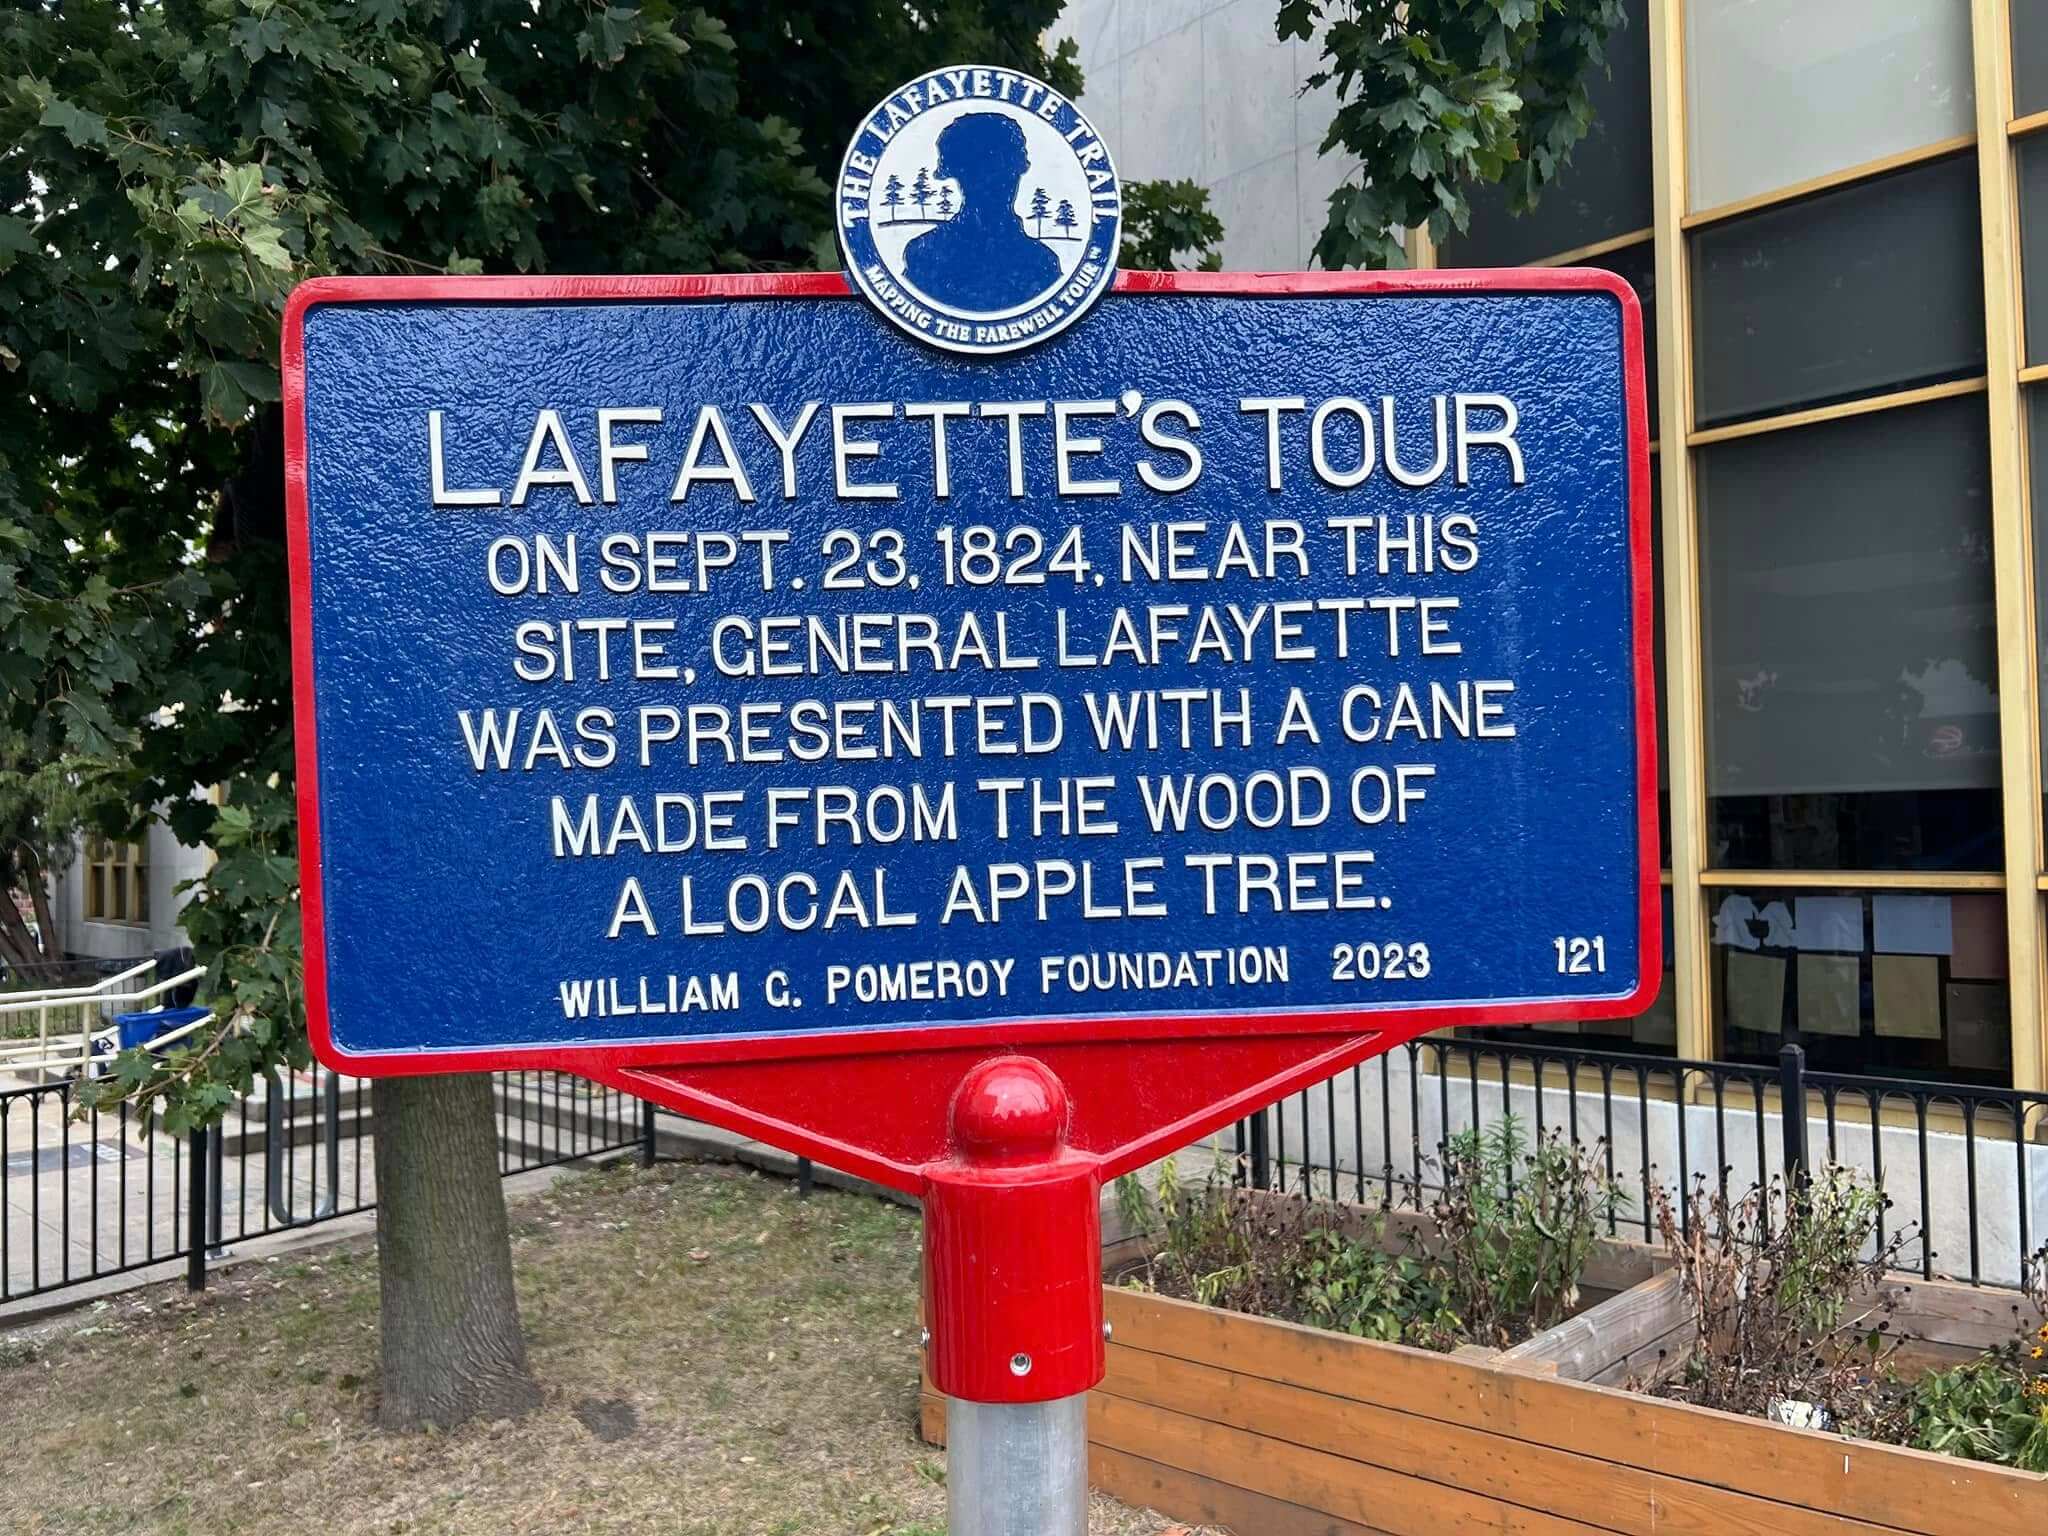 THE LAFAYETTE TRAIL
MAPPING THE FAREWELL TOUR
LAFAYETTE'S TOUR
ON SEPT. 23, 1824, NEAR THIS
SITE, GENERAL LAFAYETTE
WAS PRESENTED WITH A CANE
MADE FROM THE WOOD OF
A LOCAL APPLE TREE.
WILLIAM G. POMEROY FOUNDATION 2023 121